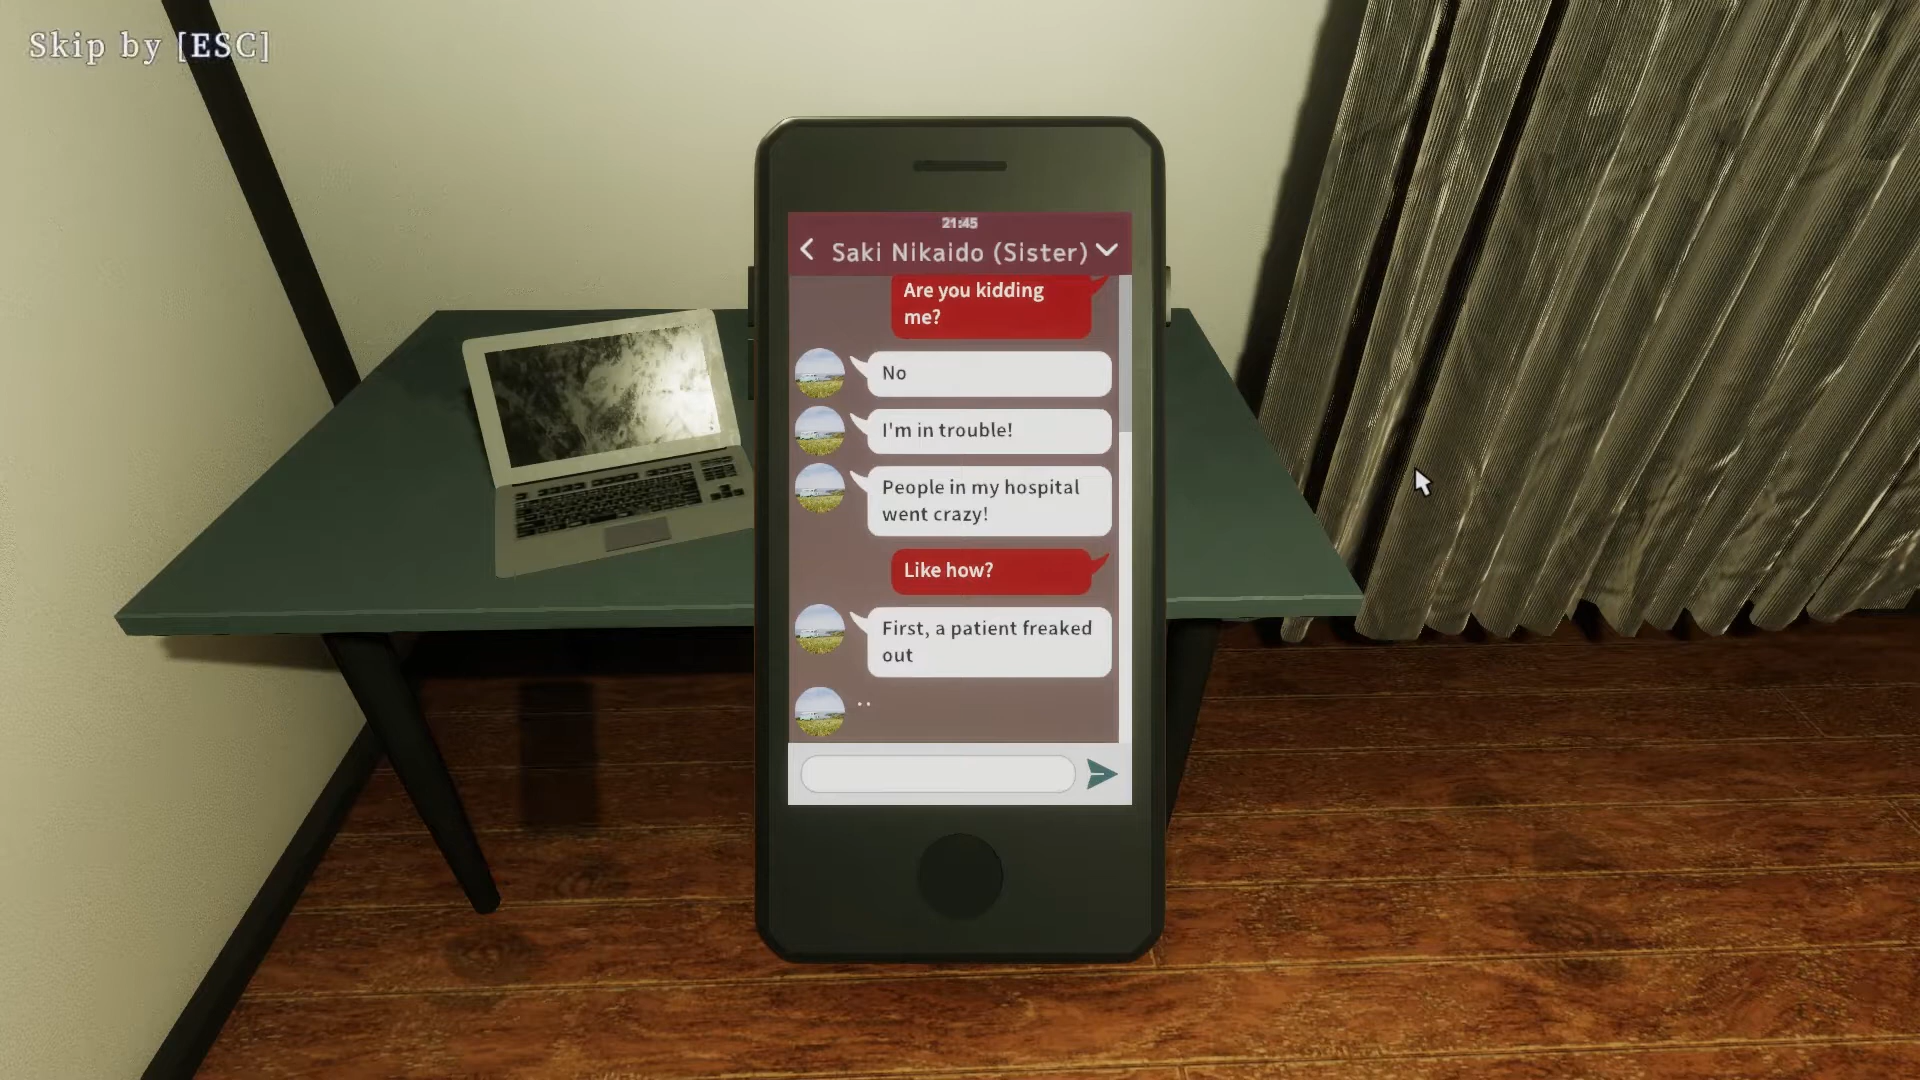 Skip by [ESC]
21:45
Saki Nikaido (Sister)
Are you kidding
me?
No
I'm in trouble!
People in my hospital
went crazy!
Like how?
First, a patient freaked
out
..